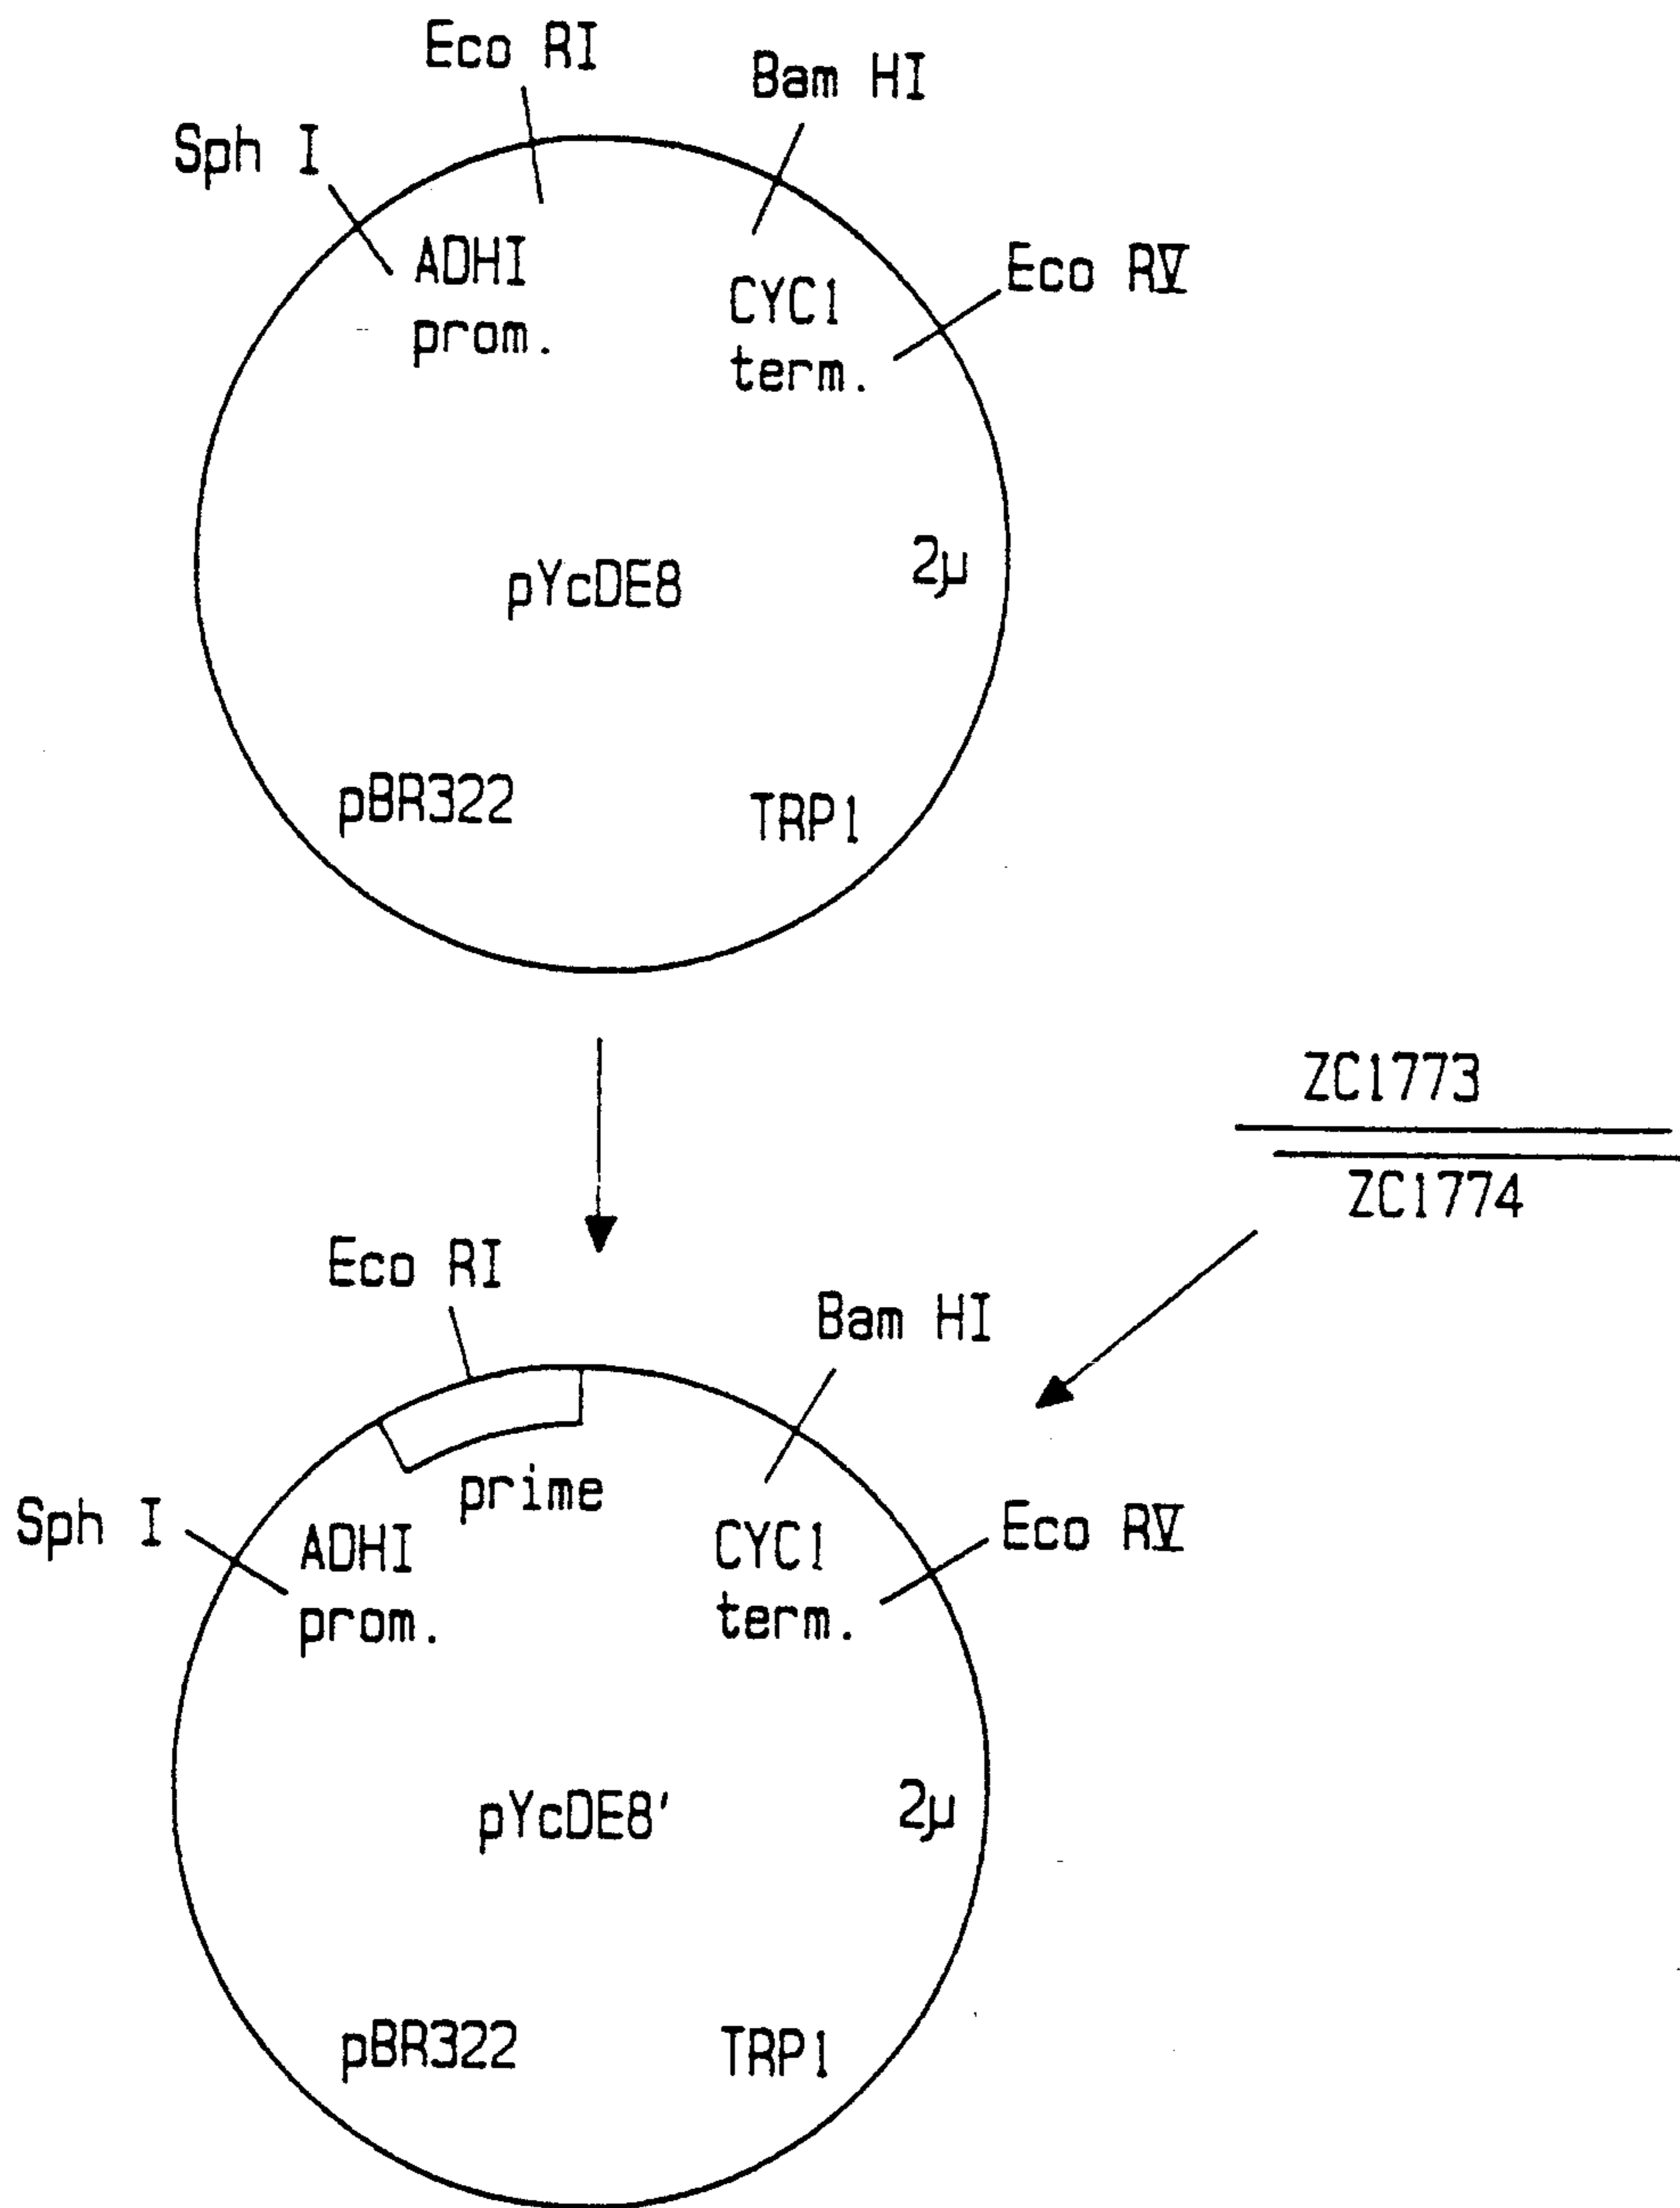 Eco RI
Bam HI
Sph I
ADHI
prom.
CYC1
term.
Eco RV
pYcDE8
2µ
pBR322
TRP1
ZC1773
ZC1774
Eco RI
Bam HI
prime
Sph I
ADHI
prom.
CYC1
term.
Eco RV
pYcDE8'
2µ
pBR322
TRP1